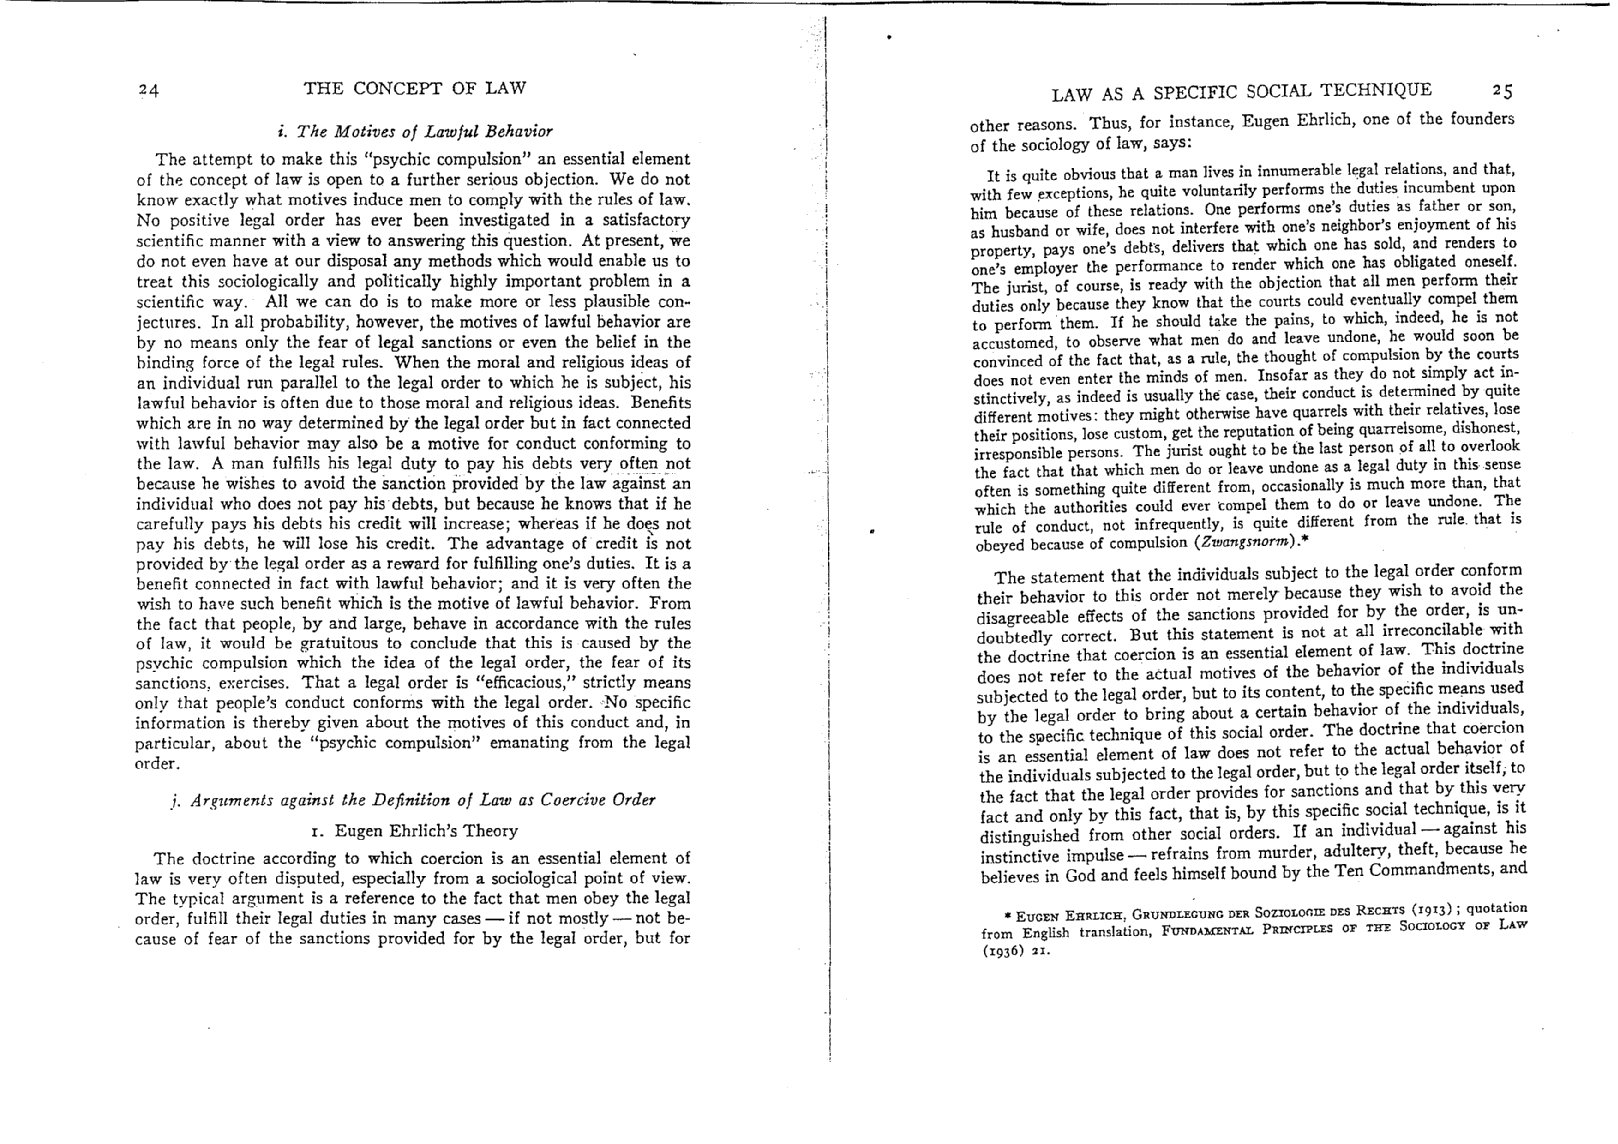 24 THE CONCEPT OF LAW
i. The Motives of Lawful Behavior
The attempt to make this “psychic compulsion” an essential element
of the concept of law is open to a further serious objection. We do not
know exactly what motives induce men to comply with the rules of law.
No positive legal order has ever been investigated in a satisfactory
scientific manner with a view to answering this question. At present, we
do not even have at our disposal any methods which would enable us to
treat this sociologically and politically highly important problem in a
scientific way. All we can do is to make more or less plausible con-
jectures. In all probability, however, the motives of lawful behavior are
by no means only the fear of legal sanctions or even the belief in the
binding force of the legal rules. When the moral and religious ideas of
an individual run parallel to the legal order to which he is subject, his
lawful behavior is often due to those moral and religious ideas. Benefits
which are in no way determined by the legal order but in fact connected
with lawful behavior may also be a motive for conduct conforming to
the law. A man fulfills his legal duty to pay his debts very often not
because he wishes to avoid the sanction provided by the law against an
individual who does not pay his debts, but because he knows that if he
carefully pays his debts his credit will increase; whereas if he does not
pay his debts, he will lose his credit. The advantage of credit is not
provided by the legal order as a reward for fulfilling one’s duties. It is a
benefit connected in fact with lawful behavior; and it is very often the
wish to have such benefit which is the motive of lawful behavior. From
the fact that people, by and large, behave in accordance with the rules
of law, it would be gratuitous to conclude that this is caused by the
psychic compulsion which the idea of the legal order, the fear of its
sanctions, exercises. That a legal order is “efficacious,” strictly means
only that people’s conduct conforms with the legal order. No specific
information is thereby given about the motives of this conduct and, in
particular, about the “psychic compulsion” emanating from the legal
order.
j. Arguments against the Definition of Law as Coercive Order
1. Eugen Ehrlich’s Theory
The doctrine according to which coercion is an essential element of
law is very often disputed, especially from a sociological point of view.
The typical argument is a reference to the fact that men obey the legal
order, fulfill their legal duties in many cases — if not mostly — not be-
cause of fear of the sanctions provided for by the legal order, but for
LAW AS A SPECIFIC SOCIAL TECHNIQUE 25
other reasons. Thus, for instance, Eugen Ehrlich, one of the founders
of the sociology of law, says:
It is quite obvious that a man lives in innumerable legal relations, and that,
with few exceptions, he quite voluntarily performs the duties incumbent upon
him because of these relations. One performs one’s duties as father or son,
as husband or wife, does not interfere with one’s neighbor’s enjoyment of his
property, pays one’s debts, delivers that which one has sold, and renders to
one’s employer the performance to render which one has obligated oneself.
The jurist, of course, is ready with the objection that all men perform their
duties only because they know that the courts could eventually compel them
to perform them. If he should take the pains, to which, indeed, he is not
accustomed, to observe what men do and leave undone, he would soon be
convinced of the fact that, as a rule, the thought of compulsion by the courts
does not even enter the minds of men. Insofar as they do not simply act in-
stinctively, as indeed is usually the case, their conduct is determined by quite
different motives: they might otherwise have quarrels with their relatives, lose
their positions, lose custom, get the reputation of being quarrelsome, dishonest,
irresponsible persons. The jurist ought to be the last person of all to overlook
the fact that that which men do or leave undone as a legal duty in this sense
often is something quite different from, occasionally is much more than, that
which the authorities could ever compel them to do or leave undone. The
rule of conduct, not infrequently, is quite different from the rule that is
obeyed because of compulsion (Zwangsnorm).*
The statement that the individuals subject to the legal order conform
their behavior to this order not merely because they wish to avoid the
disagreeable effects of the sanctions provided for by the order, is un-
doubtedly correct. But this statement is not at all irreconcilable with
the doctrine that coercion is an essential element of law. This doctrine
does not refer to the actual motives of the behavior of the individuals
subjected to the legal order, but to its content, to the specific means used
by the legal order to bring about a certain behavior of the individuals,
to the specific technique of this social order. The doctrine that coercion
is an essential element of law does not refer to the actual behavior of
the individuals subjected to the legal order, but to the legal order itself, to
the fact that the legal order provides for sanctions and that by this very
fact and only by this fact, that is, by this specific social technique, is it
distinguished from other social orders. If an individual — against his
instinctive impulse — refrains from murder, adultery, theft, because he
believes in God and feels himself bound by the Ten Commandments, and
* EUGEN EHRLICH, GRUNDLEGUNG DER SOZIOLOGIE DES RECHTS (1913); quotation
from English translation, FUNDAMENTAL PRINCIPLES OF THE SOCIOLOGY OF LAW
(1936) 21.